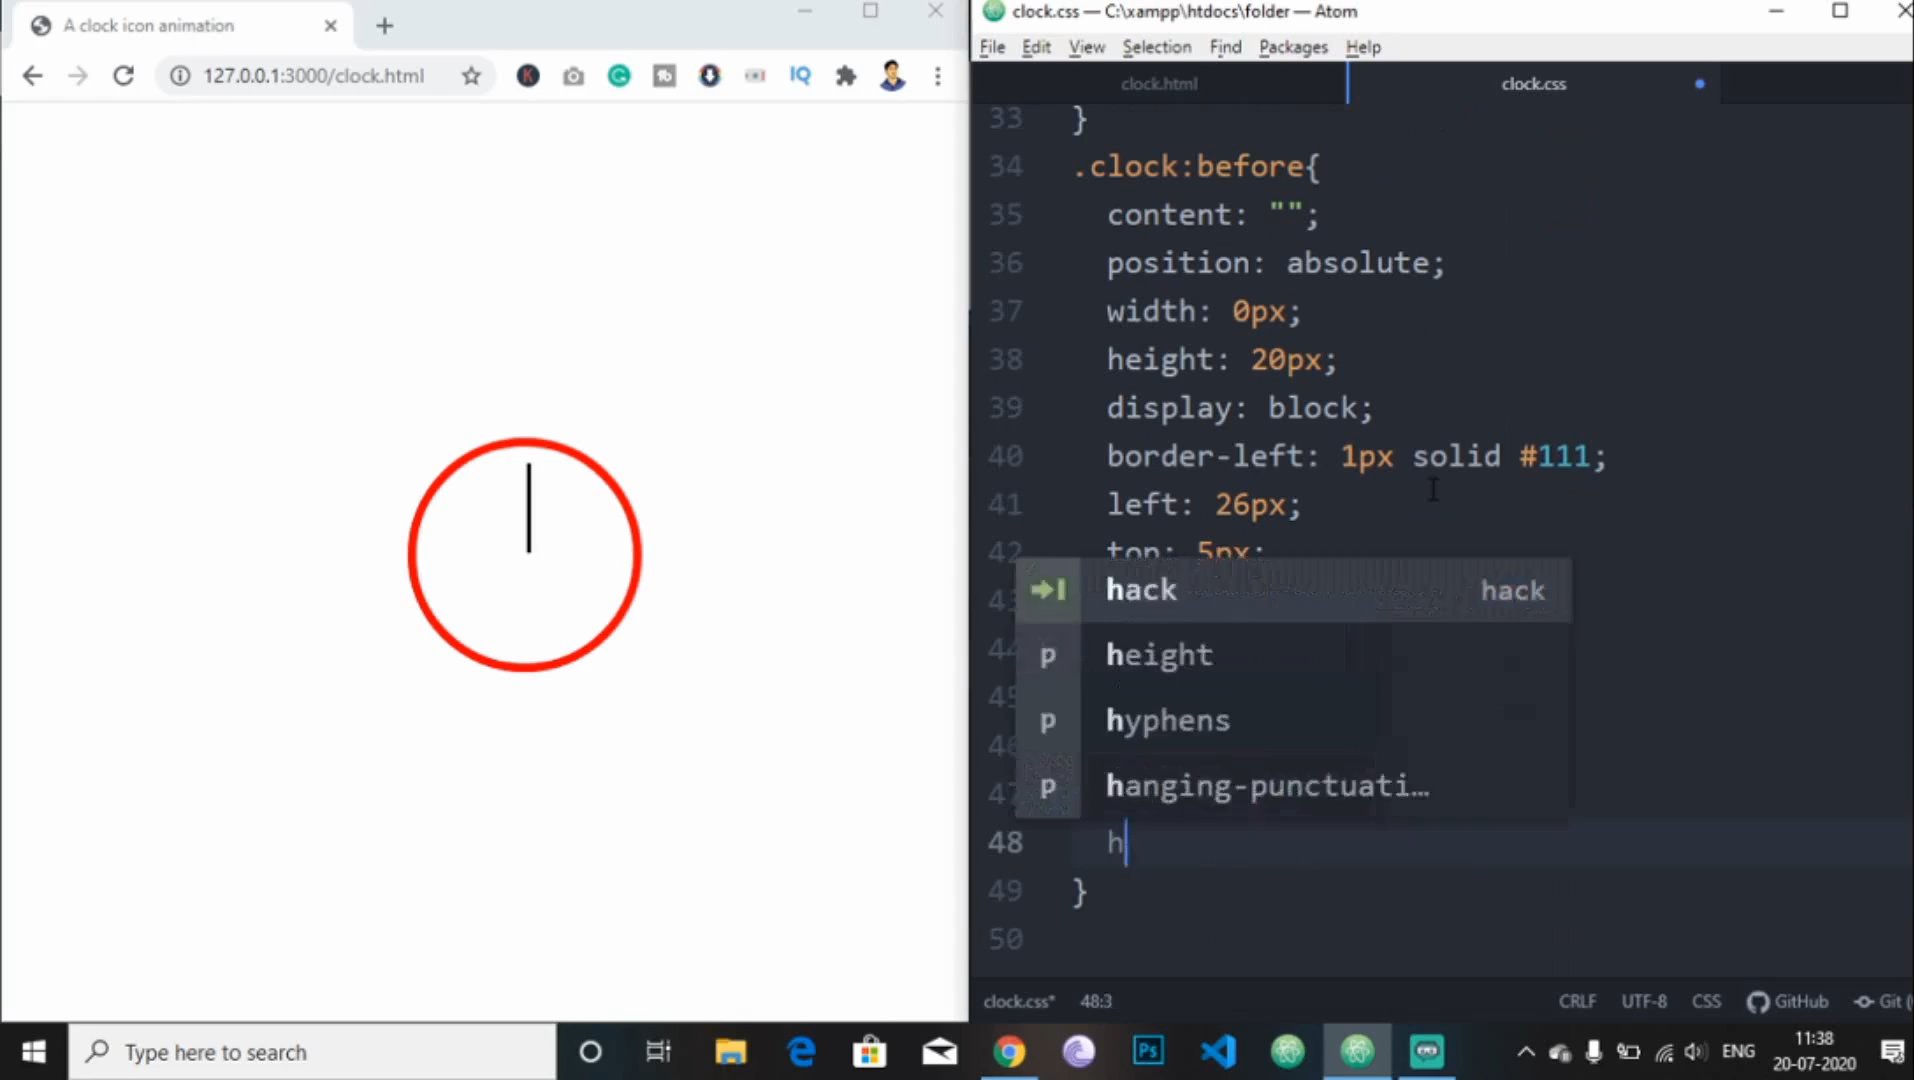 A clock icon animation
127.0.0.1:3000/clock.html
clock.css — C:\xampp\htdocs\folder — Atom
File Edit View Selection Find Packages Help
clock.html clock.css
33 }
34 .clock:before{
35 content: "";
36 position: absolute;
37 width: 0px;
38 height: 20px;
39 display: block;
40 border-left: 1px solid #111;
41 left: 26px;
42 top: 5px;
hack hack
p height
p hyphens
p hanging-punctuati…
48 h
49 }
50
clock.css* 48:3 CRLF UTF-8 CSS GitHub Git (
Type here to search
ENG
11:38
20-07-2020